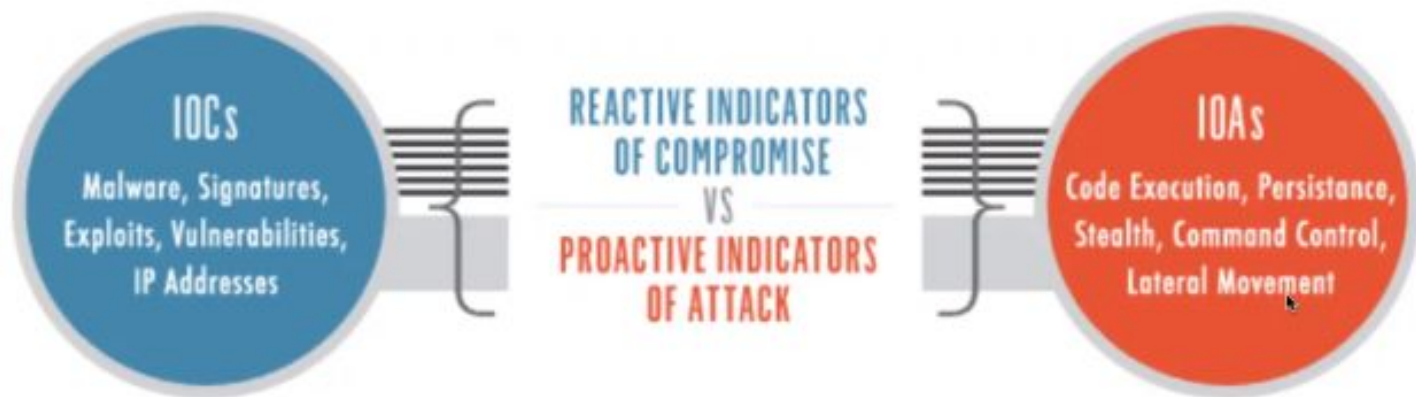 IOCs
Malware, Signatures,
Exploits, Vulnerabilities,
IP Addresses
REACTIVE INDICATORS
OF COMPROMISE
VS
PROACTIVE INDICATORS
OF ATTACK
IOAs
Code Execution, Persistance,
Stealth, Command Control,
Lateral Movement